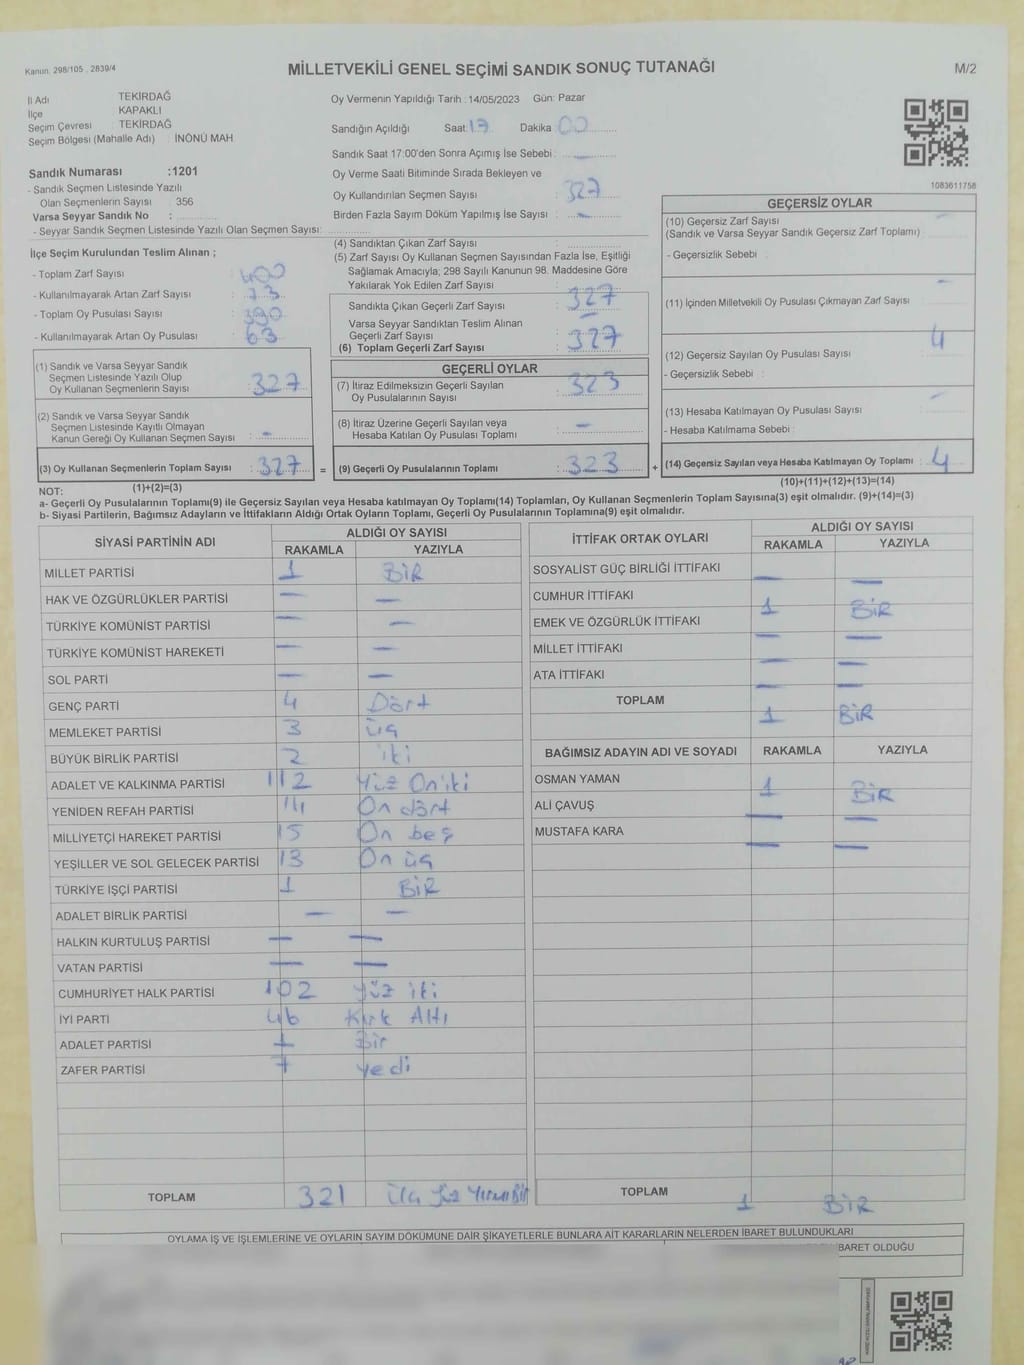 Kanun. 298/105 , 2839/4
MİLLETVEKİLİ GENEL SEÇİMİ SANDIK SONUÇ TUTANAĞI
M/2
İl Adı TEKİRDAĞ
İlçe KAPAKLI
Seçim Çevresi : TEKİRDAĞ
Seçim Bölgesi (Mahalle Adı) : İNÖNÜ MAH
Sandık Numarası :1201
- Sandık Seçmen Listesinde Yazılı
Olan Seçmenlerin Sayısı : 356
Varsa Seyyar Sandık No :
- Seyyar Sandık Seçmen Listesinde Yazılı Olan Seçmen Sayısı:
Oy Vermenin Yapıldığı Tarih : 14/05/2023 Gün: Pazar
Sandığın Açıldığı Saat: 17 Dakika 00
Sandık Saat 17:00'den Sonra Açımış İse Sebebi : -
Oy Verme Saati Bitiminde Sırada Bekleyen ve
Oy Kullandırılan Seçmen Sayısı : 327
Birden Fazla Sayım Döküm Yapılmış İse Sayısı : -
1083611758
İlçe Seçim Kurulundan Teslim Alınan ;
- Toplam Zarf Sayısı : 400
- Kullanılmayarak Artan Zarf Sayısı : 73
- Toplam Oy Pusulası Sayısı : 390
- Kullanılmayarak Artan Oy Pusulası : 63
(1) Sandık ve Varsa Seyyar Sandık
Seçmen Listesinde Yazılı Olup
Oy Kullanan Seçmenlerin Sayısı : 327
(2) Sandık ve Varsa Seyyar Sandık
Seçmen Listesinde Kayıtlı Olmayan
Kanun Gereği Oy Kullanan Seçmen Sayısı : -
(3) Oy Kullanan Seçmenlerin Toplam Sayısı : 327 =
(1)+(2)=(3)
(4) Sandıktan Çıkan Zarf Sayısı :
(5) Zarf Sayısı Oy Kullanan Seçmen Sayısından Fazla İse, Eşitliği
Sağlamak Amacıyla; 298 Sayılı Kanunun 98. Maddesine Göre
Yakılarak Yok Edilen Zarf Sayısı :
Sandıkta Çıkan Geçerli Zarf Sayısı : 327
Varsa Seyyar Sandıktan Teslim Alınan
Geçerli Zarf Sayısı : -
(6) Toplam Geçerli Zarf Sayısı : 327
GEÇERLİ OYLAR
(7) İtiraz Edilmeksizin Geçerli Sayılan
Oy Pusulalarının Sayısı : 323
(8) İtiraz Üzerine Geçerli Sayılan veya
Hesaba Katılan Oy Pusulası Toplamı : -
(9) Geçerli Oy Pusulalarının Toplamı : 323 +
GEÇERSİZ OYLAR
(10) Geçersiz Zarf Sayısı : -
(Sandık ve Varsa Seyyar Sandık Geçersiz Zarf Toplamı)
- Geçersizlik Sebebi :
(11) İçinden Milletvekili Oy Pusulası Çıkmayan Zarf Sayısı : -
(12) Geçersiz Sayılan Oy Pusulası Sayısı : 4
- Geçersizlik Sebebi :
(13) Hesaba Katılmayan Oy Pusulası Sayısı : -
- Hesaba Katılmama Sebebi :
(14) Geçersiz Sayılan veya Hesaba Katılmayan Oy Toplamı : 4
(10)+(11)+(12)+(13)=(14)
NOT:
a- Geçerli Oy Pusulalarının Toplamı(9) ile Geçersiz Sayılan veya Hesaba katılmayan Oy Toplamı(14) Toplamları, Oy Kullanan Seçmenlerin Toplam Sayısına(3) eşit olmalıdır. (9)+(14)=(3)
b- Siyasi Partilerin, Bağımsız Adayların ve İttifakların Aldığı Ortak Oyların Toplamı, Geçerli Oy Pusulalarının Toplamına(9) eşit olmalıdır.
SİYASİ PARTİNİN ADI ALDIĞI OY SAYISI
RAKAMLA YAZIYLA
MİLLET PARTİSİ 1 BİR
HAK VE ÖZGÜRLÜKLER PARTİSİ - -
TÜRKİYE KOMÜNİST PARTİSİ - -
TÜRKİYE KOMÜNİST HAREKETİ - -
SOL PARTİ - -
GENÇ PARTİ 4 Dört
MEMLEKET PARTİSİ 3 üç
BÜYÜK BİRLİK PARTİSİ 2 iki
ADALET VE KALKINMA PARTİSİ 112 Yüz On iki
YENİDEN REFAH PARTİSİ 14 On dört
MİLLİYETÇİ HAREKET PARTİSİ 15 On beş
YEŞİLLER VE SOL GELECEK PARTİSİ 13 On üç
TÜRKİYE İŞÇİ PARTİSİ 1 BİR
ADALET BİRLİK PARTİSİ - -
HALKIN KURTULUŞ PARTİSİ - -
VATAN PARTİSİ - -
CUMHURİYET HALK PARTİSİ 102 yüz iki
İYİ PARTİ 46 Kırk Altı
ADALET PARTİSİ 1 Bir
ZAFER PARTİSİ 7 yedi
TOPLAM 321 Üç Yüz Yirmi Bir
İTTİFAK ORTAK OYLARI ALDIĞI OY SAYISI
RAKAMLA YAZIYLA
SOSYALİST GÜÇ BİRLİĞİ İTTİFAKI - -
CUMHUR İTTİFAKI 1 BİR
EMEK VE ÖZGÜRLÜK İTTİFAKI - -
MİLLET İTTİFAKI - -
ATA İTTİFAKI - -
TOPLAM 1 BİR
BAĞIMSIZ ADAYIN ADI VE SOYADI RAKAMLA YAZIYLA
OSMAN YAMAN 1 BİR
ALİ ÇAVUŞ - -
MUSTAFA KARA - -
TOPLAM 1 BİR
OYLAMA İŞ VE İŞLEMLERİNE VE OYLARIN SAYIM DÖKÜMÜNE DAİR ŞİKAYETLERLE BUNLARA AİT KARARLARIN NELERDEN İBARET BULUNDUKLARI
BARET OLDUĞU